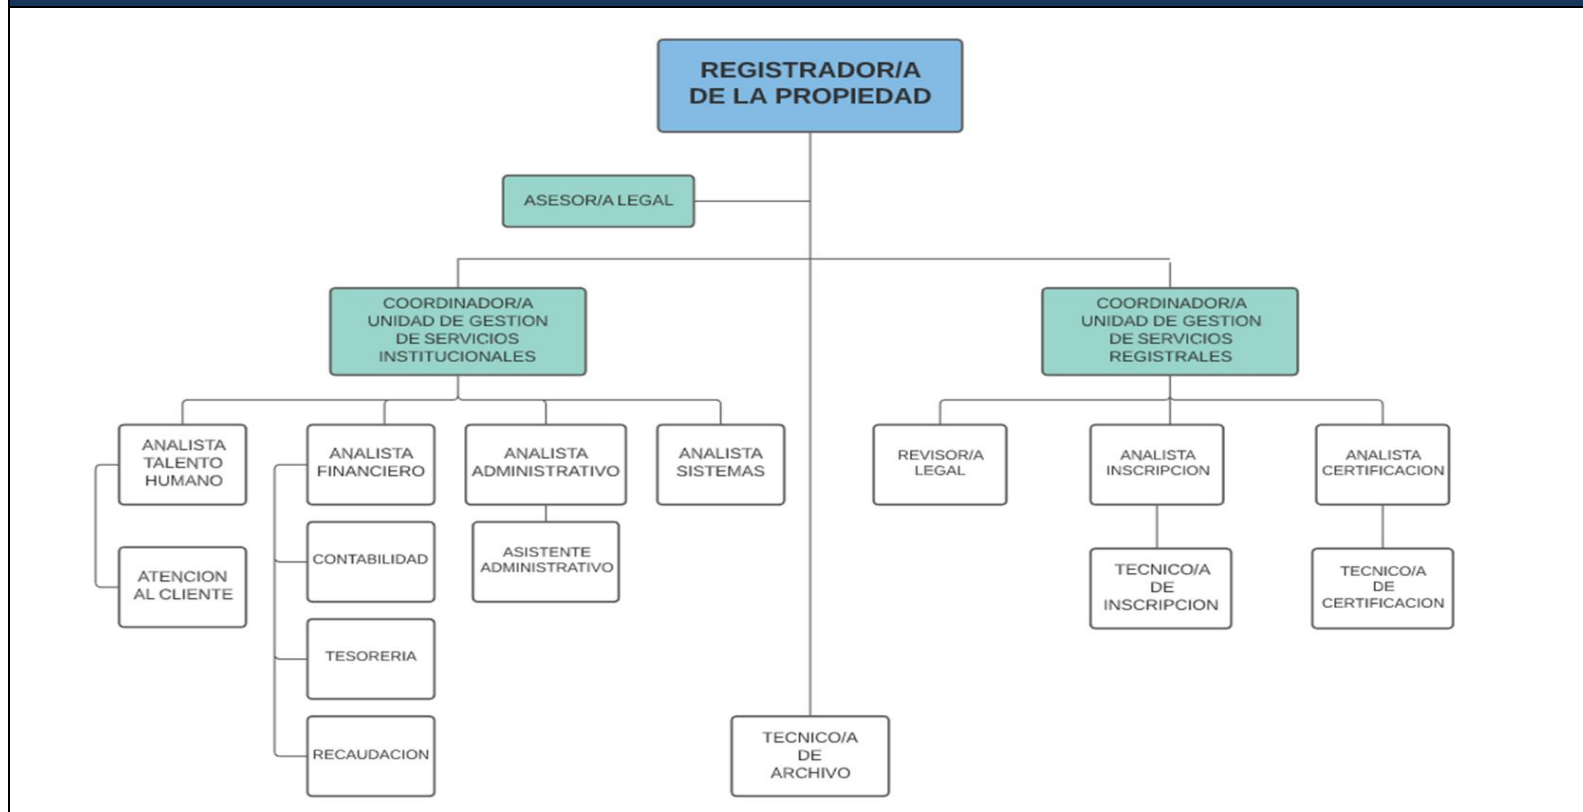 REGISTRADOR/A
DE LA PROPIEDAD
ASESOR/A LEGAL
COORDINADOR/A
UNIDAD DE GESTION
DE SERVICIOS
INSTITUCIONALES
COORDINADOR/A
UNIDAD DE GESTION
DE SERVICIOS
REGISTRALES
ANALISTA
TALENTO
HUMANO
ANALISTA
FINANCIERO
ANALISTA
ADMINISTRATIVO
ANALISTA
SISTEMAS
REVISOR/A
LEGAL
ANALISTA
INSCRIPCION
ANALISTA
CERTIFICACION
ATENCION
AL CLIENTE
CONTABILIDAD
ASISTENTE
ADMINISTRATIVO
TECNICO/A
DE
INSCRIPCION
TECNICO/A
DE
CERTIFICACION
TESORERIA
RECAUDACION
TECNICO/A
DE
ARCHIVO